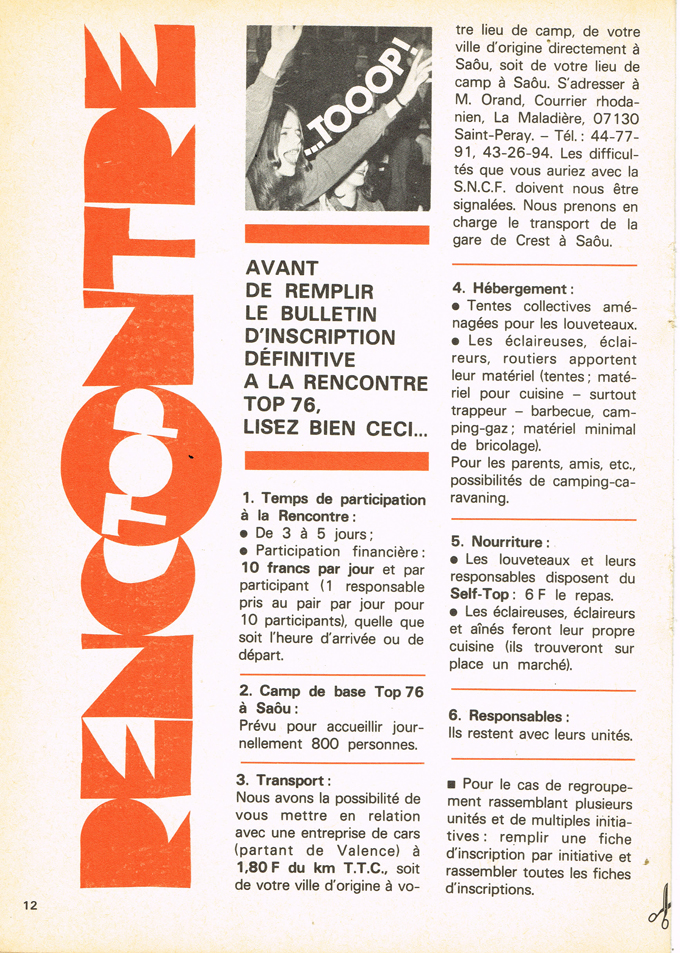 RENCONTRE
TOP
...TOOOP!
AVANT
DE REMPLIR
LE BULLETIN
D'INSCRIPTION
DÉFINITIVE
A LA RENCONTRE
TOP 76,
LISEZ BIEN CECI...
1. Temps de participation
à la Rencontre :
● De 3 à 5 jours ;
● Participation financière :
10 francs par jour et par
participant (1 responsable
pris au pair par jour pour
10 participants), quelle que
soit l'heure d'arrivée ou de
départ.
2. Camp de base Top 76
à Saôu :
Prévu pour accueillir jour-
nellement 800 personnes.
3. Transport :
Nous avons la possibilité de
vous mettre en relation
avec une entreprise de cars
(partant de Valence) à
1,80 F du km T.T.C., soit
de votre ville d'origine à vo-
tre lieu de camp, de votre
ville d'origine directement à
Saôu, soit de votre lieu de
camp à Saôu. S'adresser à
M. Orand, Courrier rhoda-
nien, La Maladière, 07130
Saint-Peray. – Tél. : 44-77-
91, 43-26-94. Les difficul-
tés que vous auriez avec la
S.N.C.F. doivent nous être
signalées. Nous prenons en
charge le transport de la
gare de Crest à Saôu.
4. Hébergement :
● Tentes collectives amé-
nagées pour les louveteaux.
● Les éclaireuses, éclai-
reurs, routiers apportent
leur matériel (tentes ; maté-
riel pour cuisine – surtout
trappeur – barbecue, cam-
ping-gaz ; matériel minimal
de bricolage).
Pour les parents, amis, etc.,
possibilités de camping-ca-
ravaning.
5. Nourriture :
● Les louveteaux et leurs
responsables disposent du
Self-Top : 6 F le repas.
● Les éclaireuses, éclaireurs
et aînés feront leur propre
cuisine (ils trouveront sur
place un marché).
6. Responsables :
Ils restent avec leurs unités.
■ Pour le cas de regroupe-
ment rassemblant plusieurs
unités et de multiples initia-
tives : remplir une fiche
d'inscription par initiative et
rassembler toutes les fiches
d'inscriptions.
12